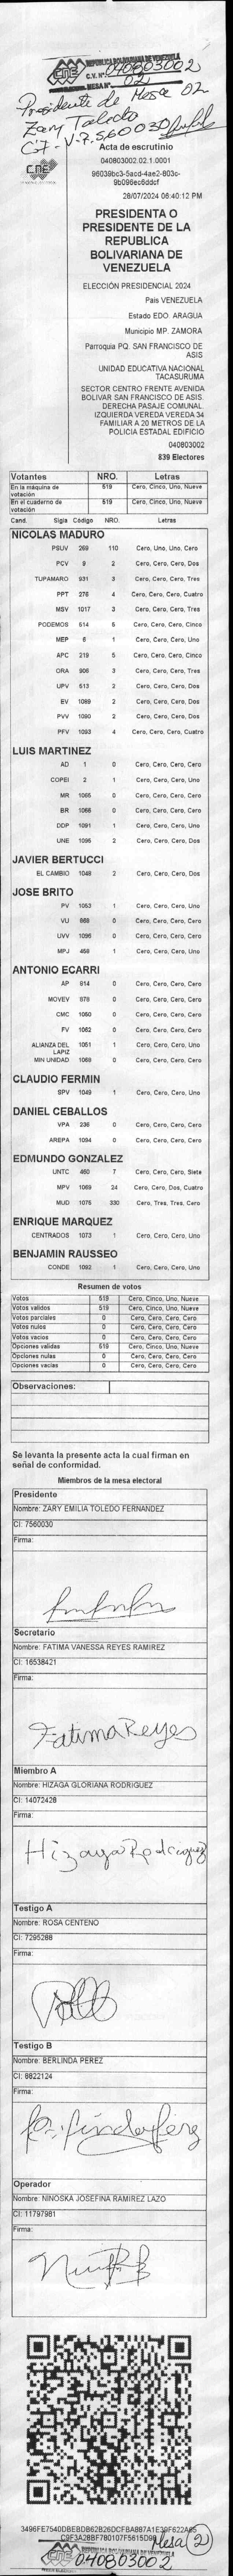 REPUBLICA BOLIVARIANA DE VENEZUELA
CNE
C.V. Nº 040803002
MESA Nº 02
Presidente de Mesa 02
Zary Toledo
C.I- V-7.560030
Acta de escrutinio
CNE
040803002.02.1.0001
96039bc3-5acd-4ae2-803c-
9b096ec6ddcf
28/07/2024 06:40:12 PM
PRESIDENTA O
PRESIDENTE DE LA
REPUBLICA
BOLIVARIANA DE
VENEZUELA
ELECCIÓN PRESIDENCIAL 2024
Pais VENEZUELA
Estado EDO. ARAGUA
Municipio MP. ZAMORA
Parroquia PQ. SAN FRANCISCO DE
ASIS
UNIDAD EDUCATIVA NACIONAL
TACASURUMA
SECTOR CENTRO FRENTE AVENIDA
BOLIVAR SAN FRANCISCO DE ASIS.
DERECHA PASAJE COMUNAL.
IZQUIERDA VEREDA VEREDA 34
FAMILIAR A 20 METROS DE LA
POLICIA ESTADAL EDIFICIO
040803002
839 Electores
Votantes NRO. Letras
En la máquina de votación 519 Cero, Cinco, Uno, Nueve
En el cuaderno de votación 519 Cero, Cinco, Uno, Nueve
Cand. Sigla Código NRO. Letras
NICOLAS MADURO
PSUV 269 110 Cero, Uno, Uno, Cero
PCV 9 2 Cero, Cero, Cero, Dos
TUPAMARO 931 3 Cero, Cero, Cero, Tres
PPT 276 4 Cero, Cero, Cero, Cuatro
MSV 1017 3 Cero, Cero, Cero, Tres
PODEMOS 514 5 Cero, Cero, Cero, Cinco
MEP 6 1 Cero, Cero, Cero, Uno
APC 219 5 Cero, Cero, Cero, Cinco
ORA 906 3 Cero, Cero, Cero, Tres
UPV 513 2 Cero, Cero, Cero, Dos
EV 1089 2 Cero, Cero, Cero, Dos
PVV 1090 2 Cero, Cero, Cero, Dos
PFV 1093 4 Cero, Cero, Cero, Cuatro
LUIS MARTINEZ
AD 1 0 Cero, Cero, Cero, Cero
COPEI 2 1 Cero, Cero, Cero, Uno
MR 1065 0 Cero, Cero, Cero, Cero
BR 1066 0 Cero, Cero, Cero, Cero
DDP 1091 1 Cero, Cero, Cero, Uno
UNE 1095 2 Cero, Cero, Cero, Dos
JAVIER BERTUCCI
EL CAMBIO 1048 2 Cero, Cero, Cero, Dos
JOSE BRITO
PV 1053 1 Cero, Cero, Cero, Uno
VU 868 0 Cero, Cero, Cero, Cero
UVV 1096 0 Cero, Cero, Cero, Cero
MPJ 458 1 Cero, Cero, Cero, Uno
ANTONIO ECARRI
AP 814 0 Cero, Cero, Cero, Cero
MOVEV 978 0 Cero, Cero, Cero, Cero
CMC 1050 0 Cero, Cero, Cero, Cero
FV 1062 0 Cero, Cero, Cero, Cero
ALIANZA DEL LAPIZ 1051 1 Cero, Cero, Cero, Uno
MIN UNIDAD 1068 0 Cero, Cero, Cero, Cero
CLAUDIO FERMIN
SPV 1049 1 Cero, Cero, Cero, Uno
DANIEL CEBALLOS
VPA 236 0 Cero, Cero, Cero, Cero
AREPA 1094 0 Cero, Cero, Cero, Cero
EDMUNDO GONZALEZ
UNTC 460 7 Cero, Cero, Cero, Siete
MPV 1069 24 Cero, Cero, Dos, Cuatro
MUD 1075 330 Cero, Tres, Tres, Cero
ENRIQUE MARQUEZ
CENTRADOS 1073 1 Cero, Cero, Cero, Uno
BENJAMIN RAUSSEO
CONDE 1092 1 Cero, Cero, Cero, Uno
Resumen de votos
Votos 519 Cero, Cinco, Uno, Nueve
Votos validos 519 Cero, Cinco, Uno, Nueve
Votos parciales 0 Cero, Cero, Cero, Cero
Votos nulos 0 Cero, Cero, Cero, Cero
Votos vacios 0 Cero, Cero, Cero, Cero
Opciones validas 519 Cero, Cinco, Uno, Nueve
Opciones nulas 0 Cero, Cero, Cero, Cero
Opciones vacias 0 Cero, Cero, Cero, Cero
Observaciones:
Se levanta la presente acta la cual firman en
señal de conformidad.
Miembros de la mesa electoral
Presidente
Nombre: ZARY EMILIA TOLEDO FERNANDEZ
CI: 7560030
Firma:
Secretario
Nombre: FATIMA VANESSA REYES RAMIREZ
CI: 16538421
Firma:
Fatima Reyes
Miembro A
Nombre: HIZAGA GLORIANA RODRIGUEZ
CI: 14072428
Firma:
Hizaga Rodriguez
Testigo A
Nombre: ROSA CENTENO
CI: 7295288
Firma:
Testigo B
Nombre: BERLINDA PEREZ
CI: 8822124
Firma:
Operador
Nombre: NINOSKA JOSEFINA RAMIREZ LAZO
CI: 11797981
Firma:
Mesa (2)
REPUBLICA BOLIVARIANA DE VENEZUELA
CNE
040803002